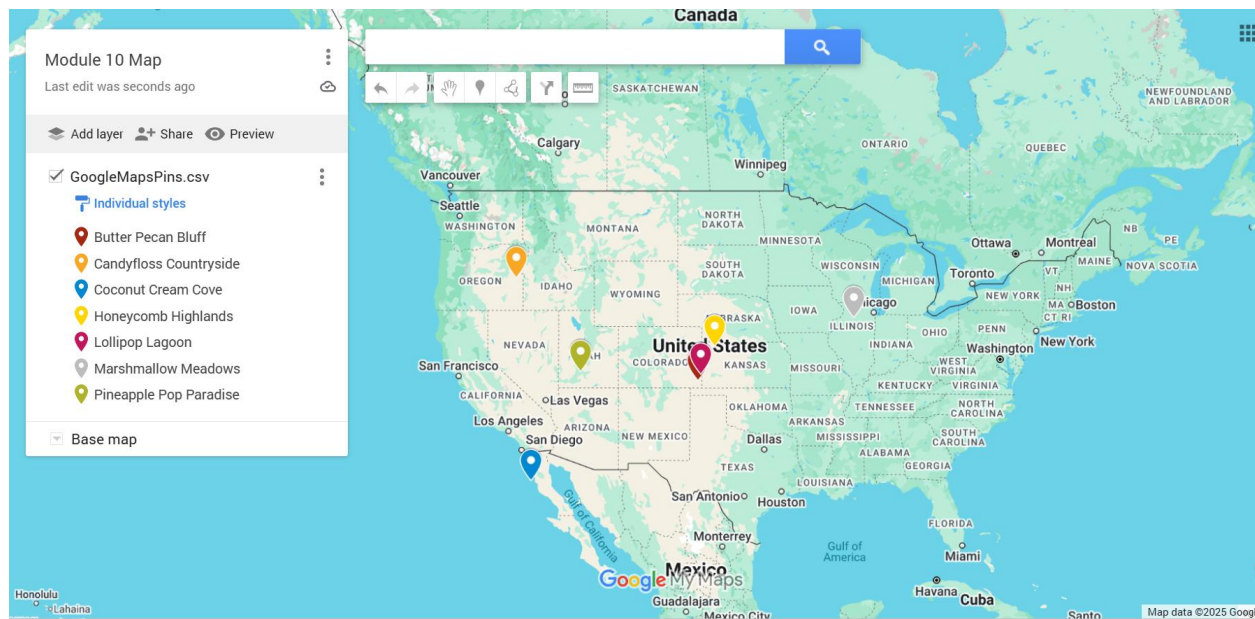 Canada
Module 10 Map
Last edit was seconds ago
Add layer Share Preview
GoogleMapsPins.csv
Individual styles
Butter Pecan Bluff
Candyfloss Countryside
Coconut Cream Cove
Honeycomb Highlands
Lollipop Lagoon
Marshmallow Meadows
Pineapple Pop Paradise
Base map
SASKATCHEWAN
NEWFOUNDLAND
AND LABRADOR
Calgary
ONTARIO
QUEBEC
Winnipeg
Vancouver
Seattle
WASHINGTON
MONTANA
NORTH
DAKOTA
MINNESOTA
Ottawa
Montreal
NB
PE
MAINE
NOVA SCOTIA
OREGON
IDAHO
SOUTH
DAKOTA
WISCONSIN
MICHIGAN
Toronto
VT
NH
WYOMING
IOWA
icago
NEW YORK
MA
Boston
CT RI
RASKA
ILLINOIS
OHIO
PENN
New York
NEVADA
AH
United States
INDIANA
Washington
San Francisco
COLORADO
KANSAS
MISSOURI
WEST
VIRGINIA
KENTUCKY
VIRGINIA
CALIFORNIA
Las Vegas
OKLAHOMA
TENNESSEE
NORTH
CAROLINA
Los Angeles
ARIZONA
NEW MEXICO
ARKANSAS
MISSISSIPPI
SOUTH
CAROLINA
San Diego
Dallas
ALABAMA
TEXAS
GEORGIA
LOUISIANA
San Antonio
Houston
Gulf of California
FLORIDA
Monterrey
Gulf of
America
Miami
Mexico
Google My Maps
Havana
Cuba
Guadalajara
Mexico City
Santo
Honolulu
Lahaina
Map data ©2025 Googl